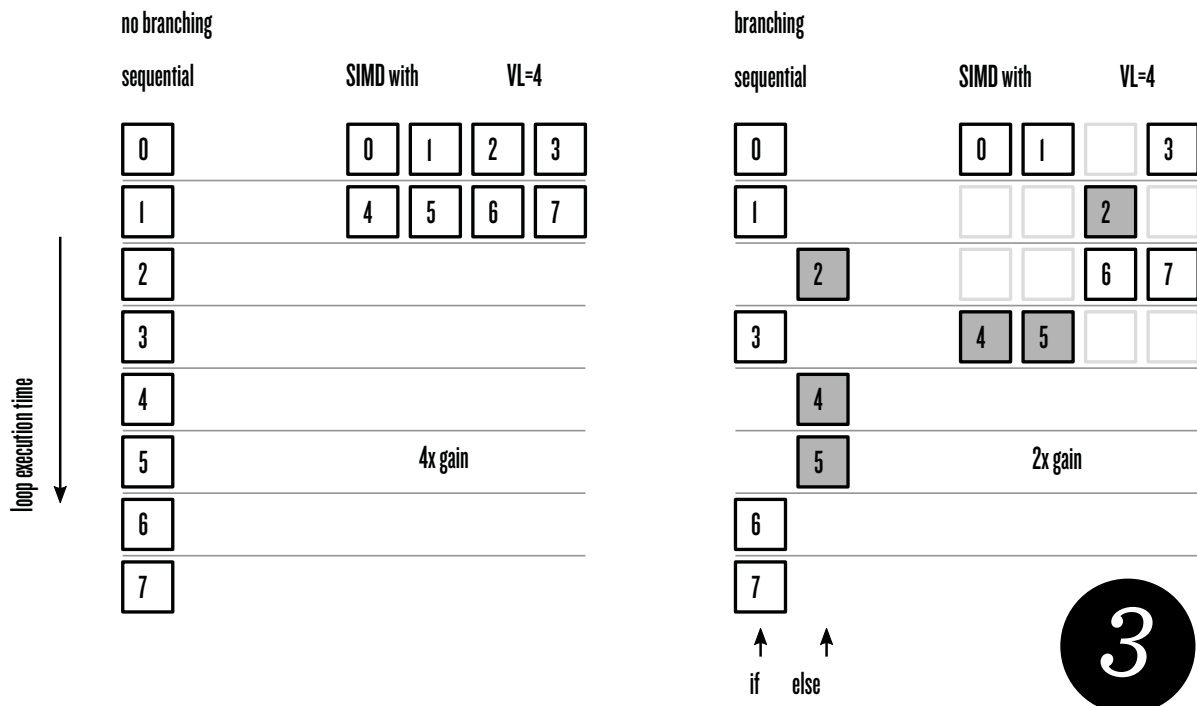 no branching
sequential SIMD with VL=4
0 0 1 2 3
1 4 5 6 7
2
3
4
5 4x gain
6
7
loop execution time
branching
sequential SIMD with VL=4
0 0 1 3
1 2
2 6 7
3 4 5
4
5 2x gain
6
7
if else
3